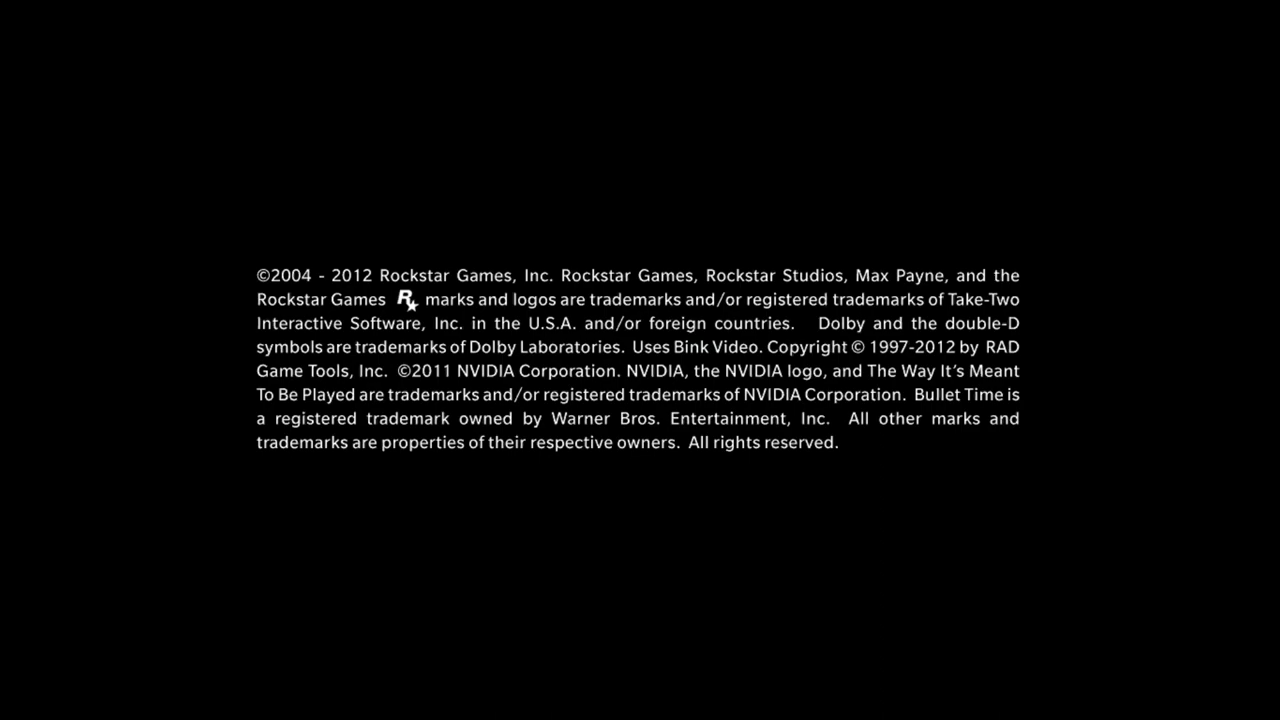 ©2004 - 2012 Rockstar Games, Inc. Rockstar Games, Rockstar Studios, Max Payne, and the
Rockstar Games R★ marks and logos are trademarks and/or registered trademarks of Take-Two
Interactive Software, Inc. in the U.S.A. and/or foreign countries. Dolby and the double-D
symbols are trademarks of Dolby Laboratories. Uses Bink Video. Copyright © 1997-2012 by RAD
Game Tools, Inc. ©2011 NVIDIA Corporation. NVIDIA, the NVIDIA logo, and The Way It’s Meant
To Be Played are trademarks and/or registered trademarks of NVIDIA Corporation. Bullet Time is
a registered trademark owned by Warner Bros. Entertainment, Inc. All other marks and
trademarks are properties of their respective owners. All rights reserved.